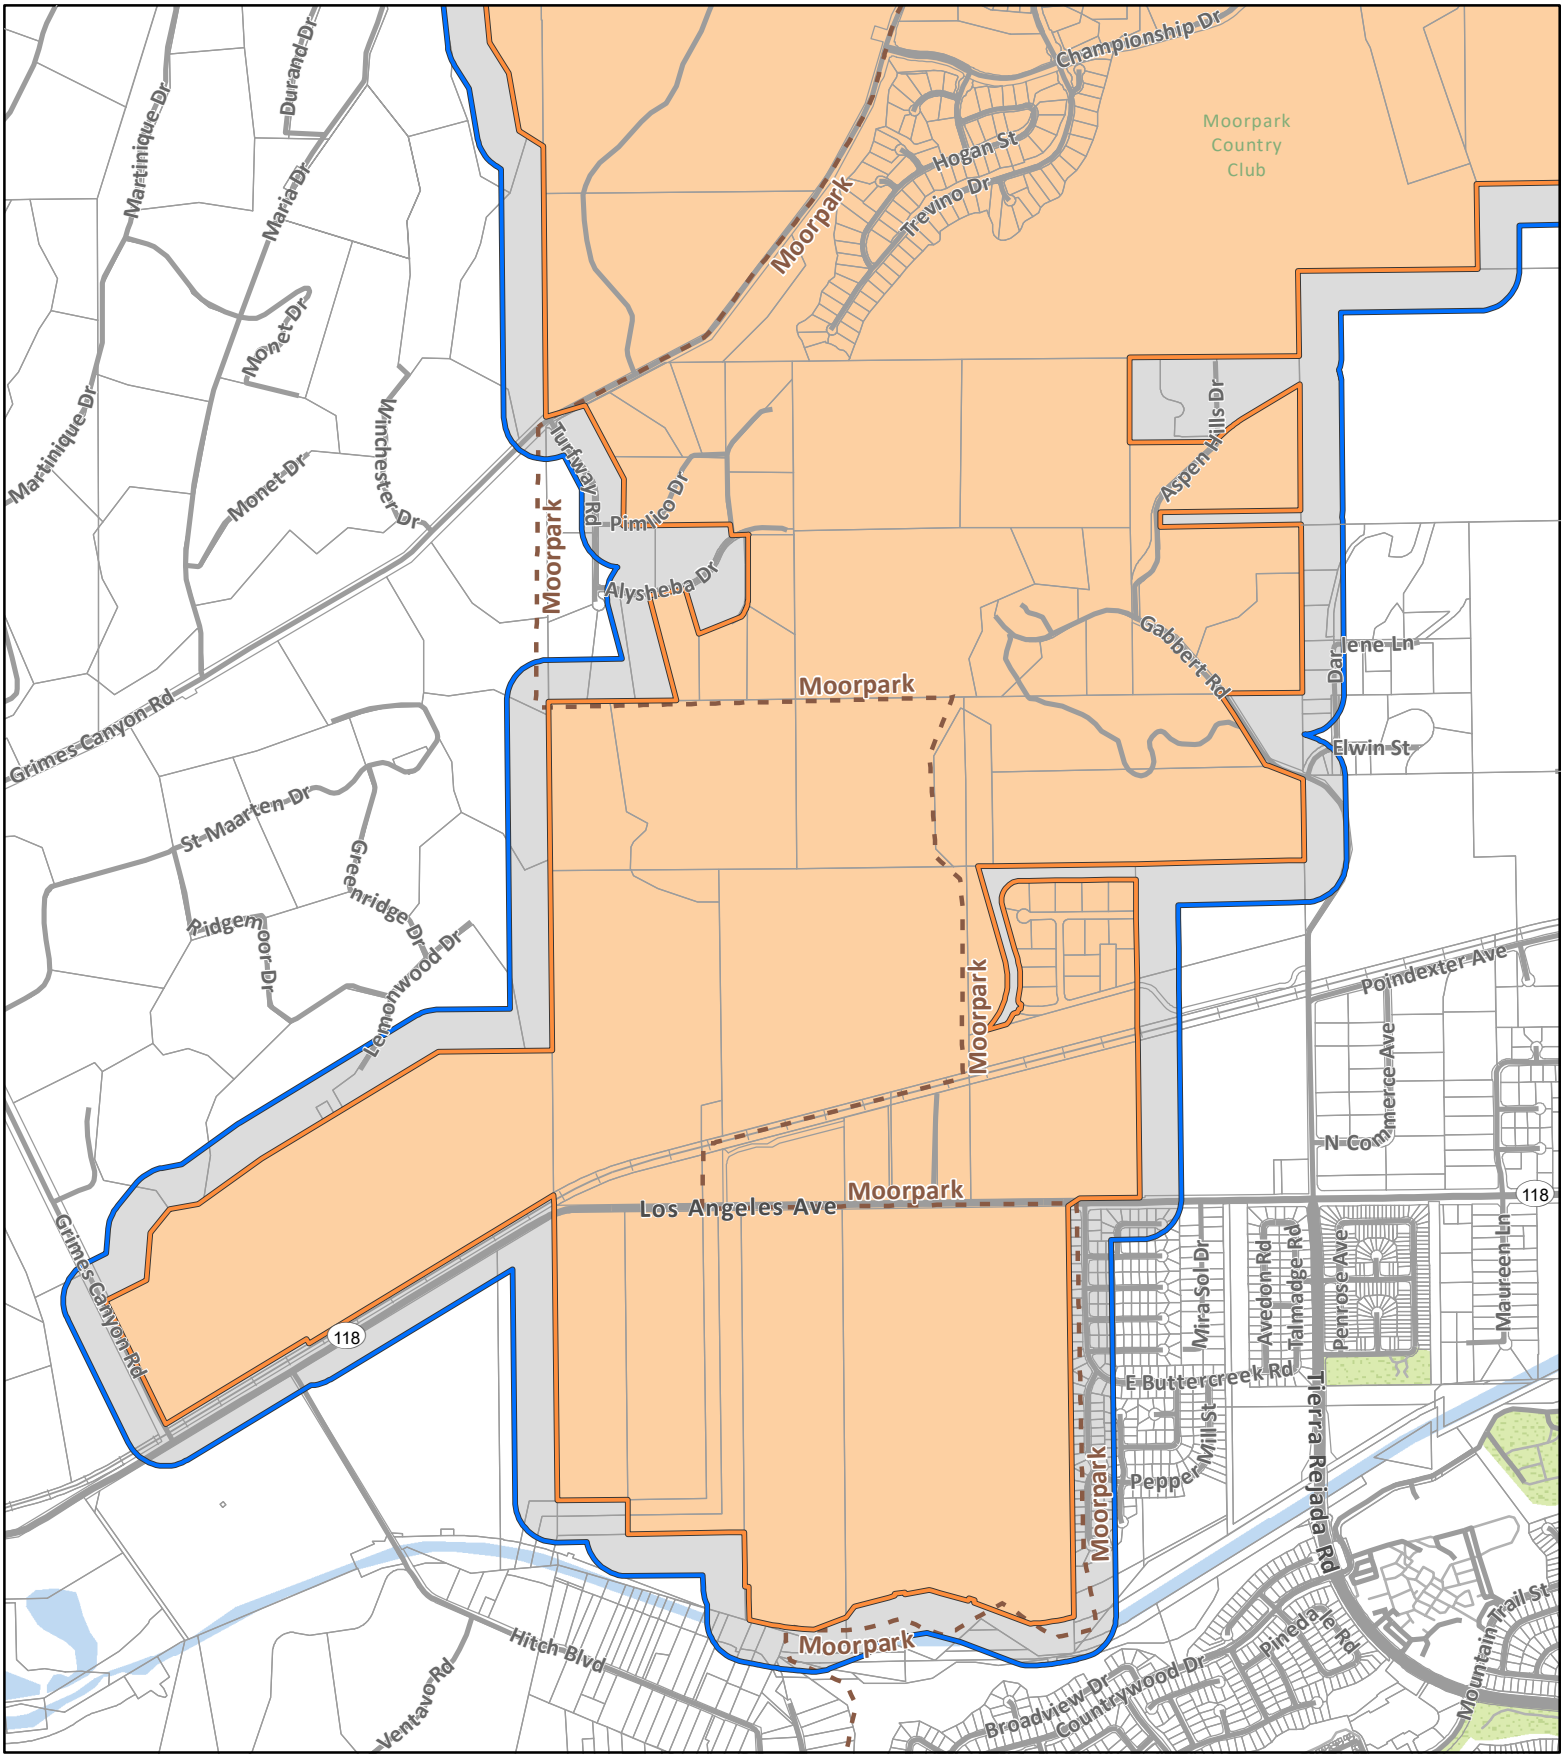 Championship Dr
Durand Dr
Martinique Dr
Moorpark
Country
Club
Hogan St
Maria Dr
Trevino Dr
Moorpark
Monet Dr
Aspen Hills Dr
Martinique Dr
Winchester Dr
Turfway Rd
Monet Dr
Pimlico Dr
Moorpark
Alysheba Dr
Gabbert Rd
Darlene Ln
Moorpark
Grimes Canyon Rd
Elwin St
St Maarten Dr
Greenridge Dr
Ridgemoor Dr
Lemonwood Dr
Poindexter Ave
Moorpark
N Commerce Ave
Moorpark
118
Los Angeles Ave
Grimes Canyon Rd
Mira Sol Dr
Avedon Rd
Talmadge Rd
Penrose Ave
Maureen Ln
118
E Buttercreek Rd
Pepper Mill St
Tierra Rejada Rd
Moorpark
Hitch Blvd
Moorpark
Pinedale Rd
Mountain Trail St
Ventavo Rd
Broadview Dr
Countrywood Dr